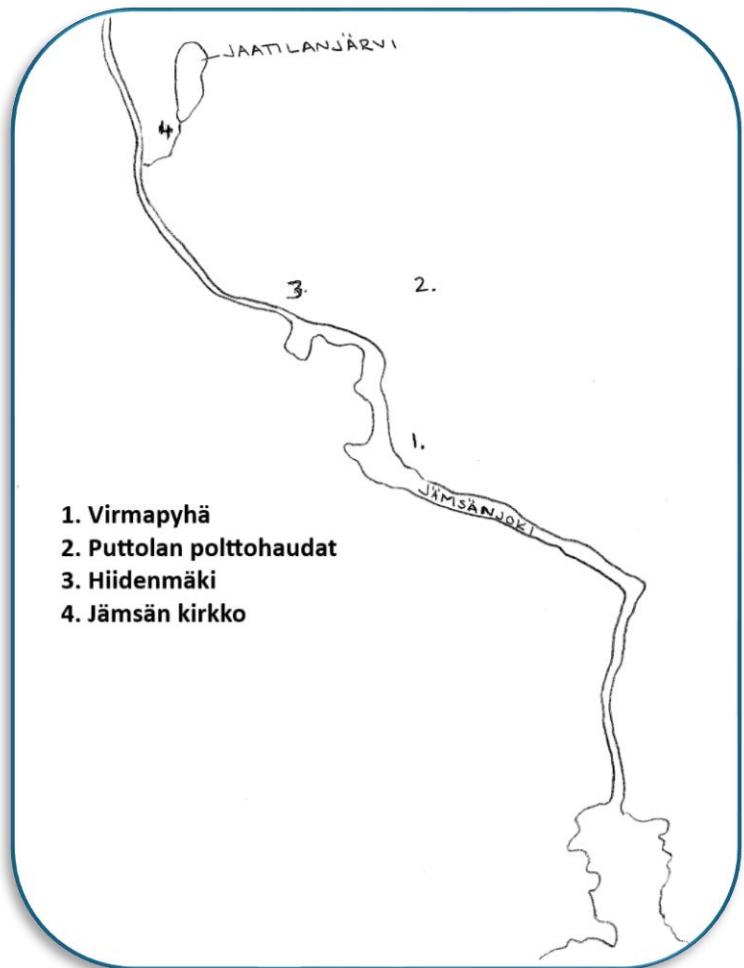 JAATILANJÄRVI
4
3.
2.
1.
JÄMSÄNJOKI
1. Virmapyhä
2. Puttolan polttohaudat
3. Hiidenmäki
4. Jämsän kirkko